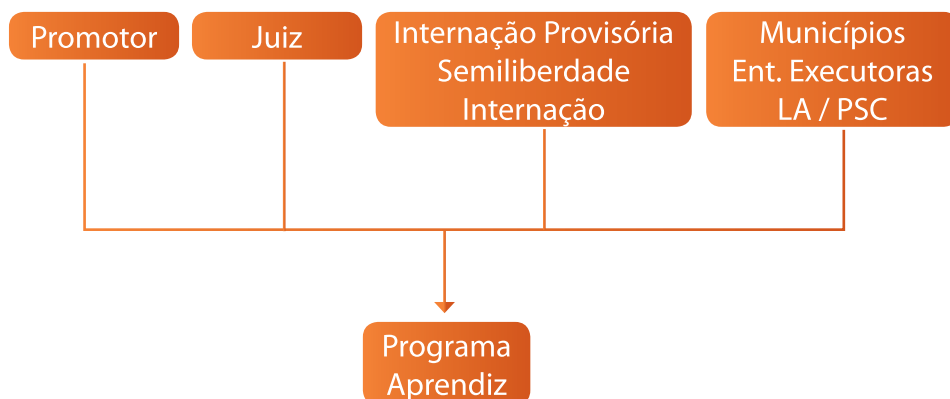 Promotor
Juiz
Internação Provisória
Semiliberdade
Internação
Municípios
Ent. Executoras
LA / PSC
Programa
Aprendiz